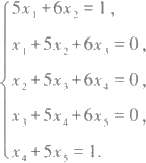 5x₁ + 6x₂ = 1,
x₁ + 5x₂ + 6x₃ = 0,
x₂ + 5x₃ + 6x₄ = 0,
x₃ + 5x₄ + 6x₅ = 0,
x₄ + 5x₅ = 1.